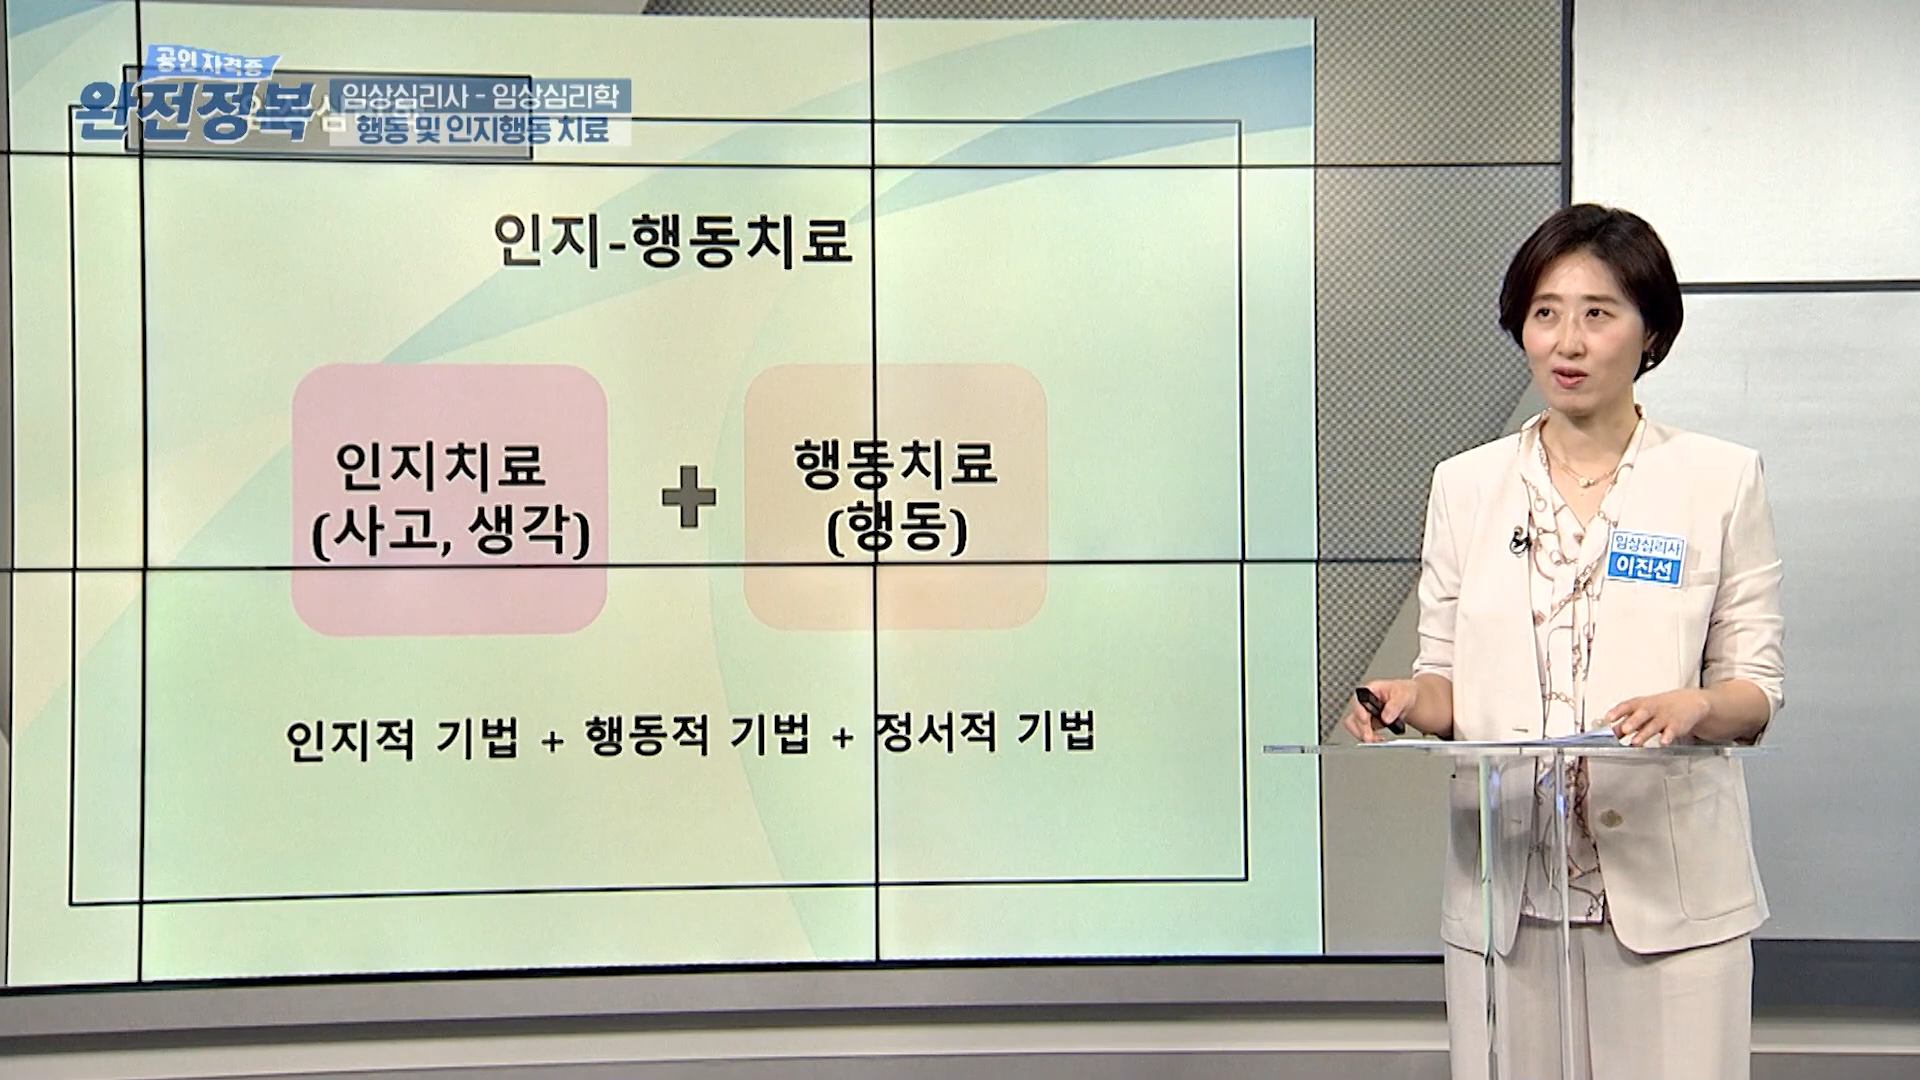 공인 자격증
완전정복
임상심리사 - 임상심리학
행동 및 인지행동 치료
인지-행동치료
인지치료
(사고, 생각)
+
행동치료
(행동)
인지적 기법 + 행동적 기법 + 정서적 기법
임상심리사
이진선